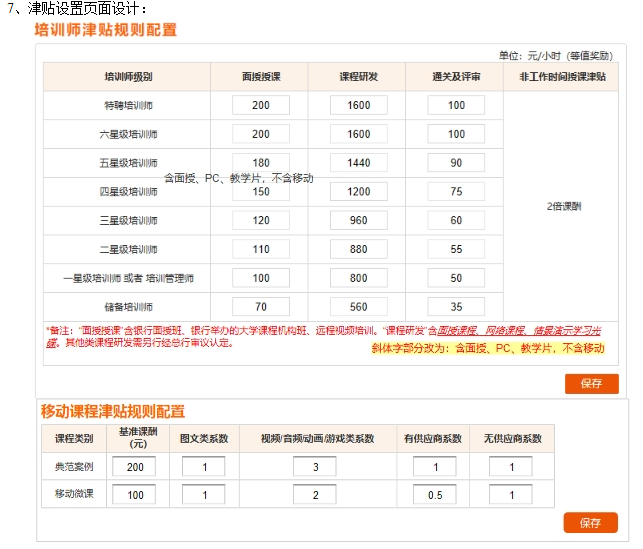 7、津贴设置页面设计：
培训师津贴规则配置
单位：元/小时（等值奖励）
培训师级别 面授授课 课程研发 通关及评审 非工作时间授课津贴
特聘培训师 200 1600 100
六星级培训师 200 1600 100
五星级培训师 180 1440 90
含面授、PC、教学片，不含移动
四星级培训师 150 1200 75
2倍课酬
三星级培训师 120 960 60
二星级培训师 110 880 55
一星级培训师 或者 培训管理师 100 800 50
储备培训师 70 560 35
*备注：“面授授课”含银行面授班、银行举办的大学课程机构班、远程视频培训。“课程研发”含面授课程、网络课程、情景演示学习光
碟。其他类课程研发需另行经总行审议认定。
斜体字部分改为：含面授、PC、教学片，不含移动
保存
移动课程津贴规则配置
课程类别 基准课酬 图文类系数 视频/音频/动画/游戏类系数 有供应商系数 无供应商系数
(元)
典范案例 200 1 3 1 1
移动微课 100 1 2 0.5 1
保存